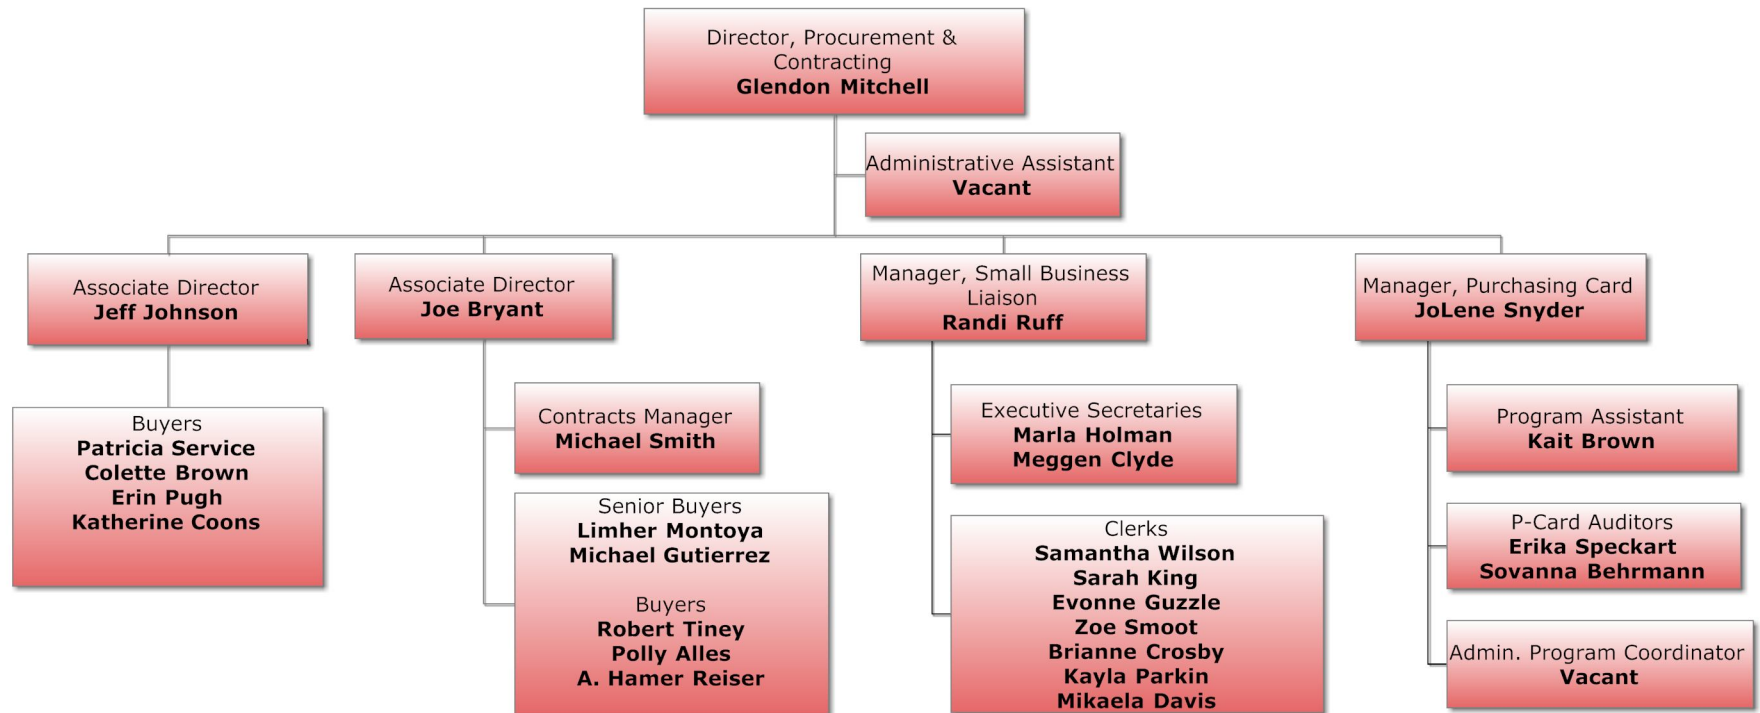 Director, Procurement &
Contracting
Glendon Mitchell
Administrative Assistant
Vacant
Associate Director
Jeff Johnson
Buyers
Patricia Service
Colette Brown
Erin Pugh
Katherine Coons
Associate Director
Joe Bryant
Contracts Manager
Michael Smith
Senior Buyers
Limher Montoya
Michael Gutierrez
Buyers
Robert Tiney
Polly Alles
A. Hamer Reiser
Manager, Small Business
Liaison
Randi Ruff
Executive Secretaries
Marla Holman
Meggen Clyde
Clerks
Samantha Wilson
Sarah King
Evonne Guzzle
Zoe Smoot
Brianne Crosby
Kayla Parkin
Mikaela Davis
Manager, Purchasing Card
JoLene Snyder
Program Assistant
Kait Brown
P-Card Auditors
Erika Speckart
Sovanna Behrmann
Admin. Program Coordinator
Vacant